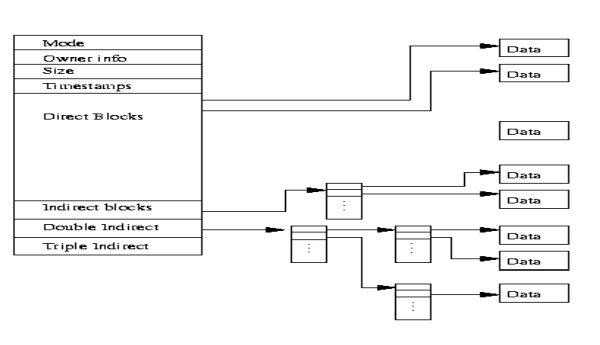 Mode
Owner info
Size
Timestamps
Direct Blocks
Indirect blocks
Double Indirect
Triple Indirect
Data
Data
Data
Data
Data
Data
Data
Data